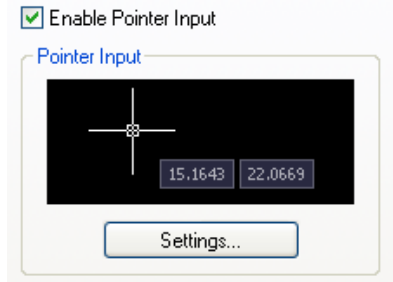 Enable Pointer Input
Pointer Input
15.1643 22.0669
Settings...